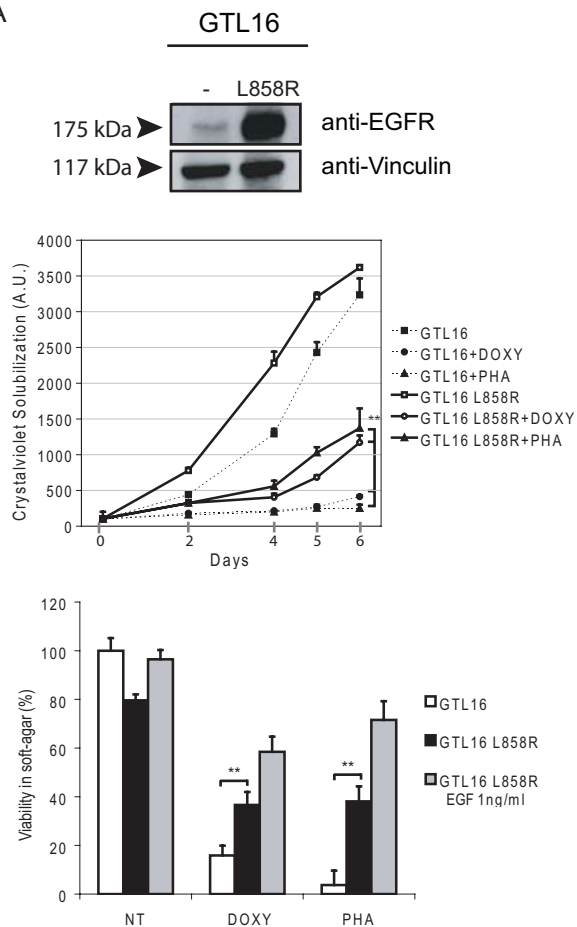 A
GTL16
- L858R
175 kDa anti-EGFR
117 kDa anti-Vinculin
Crystalviolet Solubilization (A.U.)
4000
3500
3000
2500
2000
1500
1000
500
0
0 2 4 5 6
Days
**
GTL16
GTL16+DOXY
GTL16+PHA
GTL16 L858R
GTL16 L858R+DOXY
GTL16 L858R+PHA
Viability in soft-agar (%)
120
100
80
60
40
20
0
** **
NT DOXY PHA
GTL16
GTL16 L858R
GTL16 L858R
EGF 1ng/ml